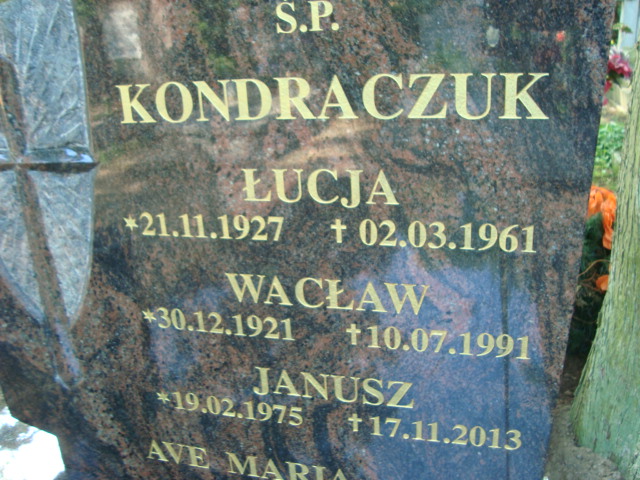 Ś.P.
KONDRACZUK
ŁUCJA
*21.11.1927 †02.03.1961
WACŁAW
*30.12.1921 †10.07.1991
JANUSZ
*19.02.1975 †17.11.2013
AVE MARIA